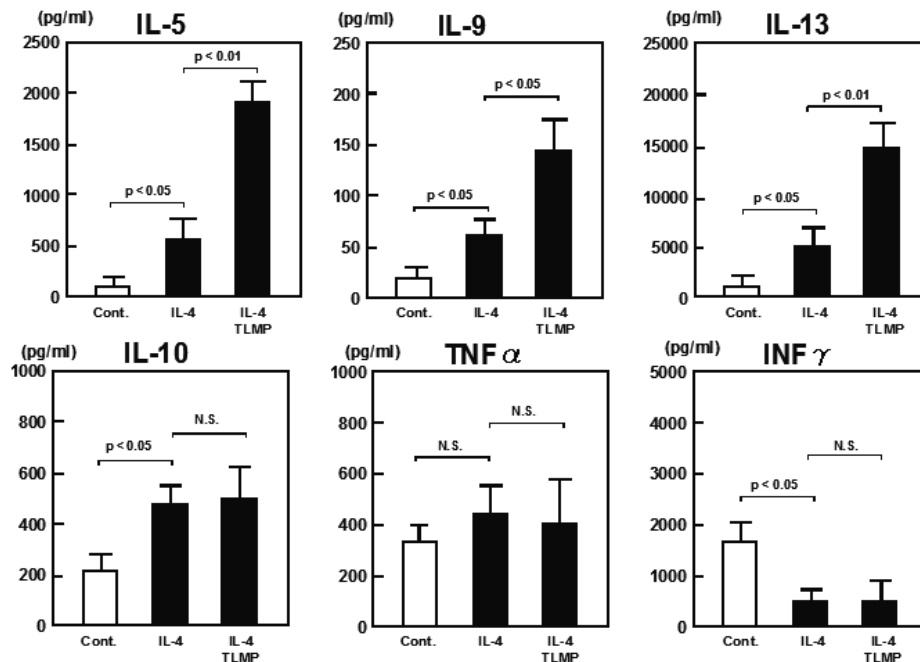 (pg/ml) IL-5
2500
2000
1500
1000
500
0
p < 0.05
p < 0.01
Cont. IL-4 IL-4
TLMP
(pg/ml) IL-9
250
200
150
100
50
0
p < 0.05
p < 0.05
Cont. IL-4 IL-4
TLMP
(pg/ml) IL-13
25000
20000
15000
10000
5000
0
p < 0.05
p < 0.01
Cont. IL-4 IL-4
TLMP
(pg/ml) IL-10
1000
800
600
400
200
0
p < 0.05
N.S.
Cont. IL-4 IL-4
TLMP
(pg/ml) TNF α
1000
800
600
400
200
0
N.S.
N.S.
Cont. IL-4 IL-4
TLMP
(pg/ml) INF γ
5000
4000
3000
2000
1000
0
p < 0.05
N.S.
Cont. IL-4 IL-4
TLMP